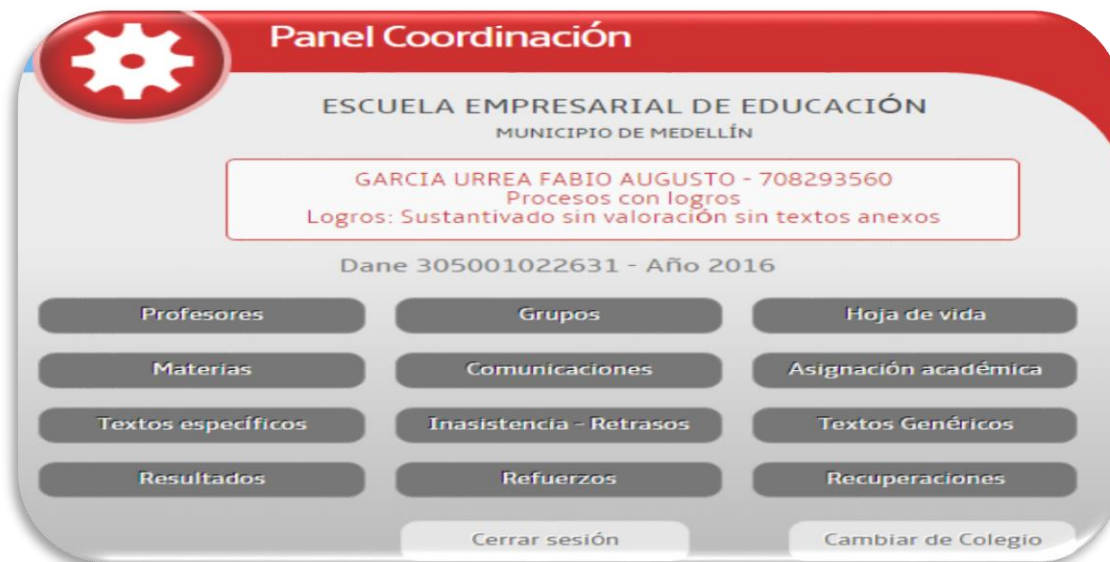 Panel Coordinación
ESCUELA EMPRESARIAL DE EDUCACIÓN
MUNICIPIO DE MEDELLÍN
GARCIA URREA FABIO AUGUSTO - 708293560
Procesos con logros
Logros: Sustantivado sin valoración sin textos anexos
Dane 305001022631 - Año 2016
Profesores Grupos Hoja de vida
Materias Comunicaciones Asignación académica
Textos específicos Inasistencia - Retrasos Textos Genéricos
Resultados Refuerzos Recuperaciones
Cerrar sesión Cambiar de Colegio